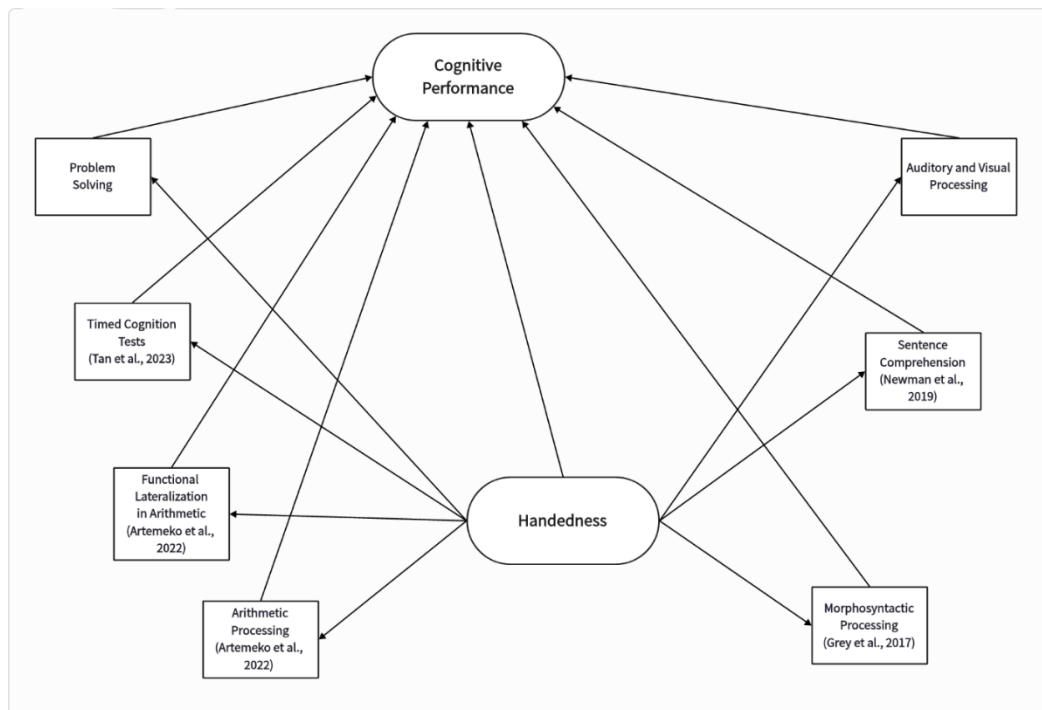 Cognitive
Performance
Problem
Solving
Auditory and Visual
Processing
Timed Cognition
Tests
(Tan et al., 2023)
Sentence
Comprehension
(Newman et al.,
2019)
Functional
Lateralization
in Arithmetic
(Artemeko et al.,
2022)
Handedness
Arithmetic
Processing
(Artemeko et al.,
2022)
Morphosyntactic
Processing
(Grey et al., 2017)